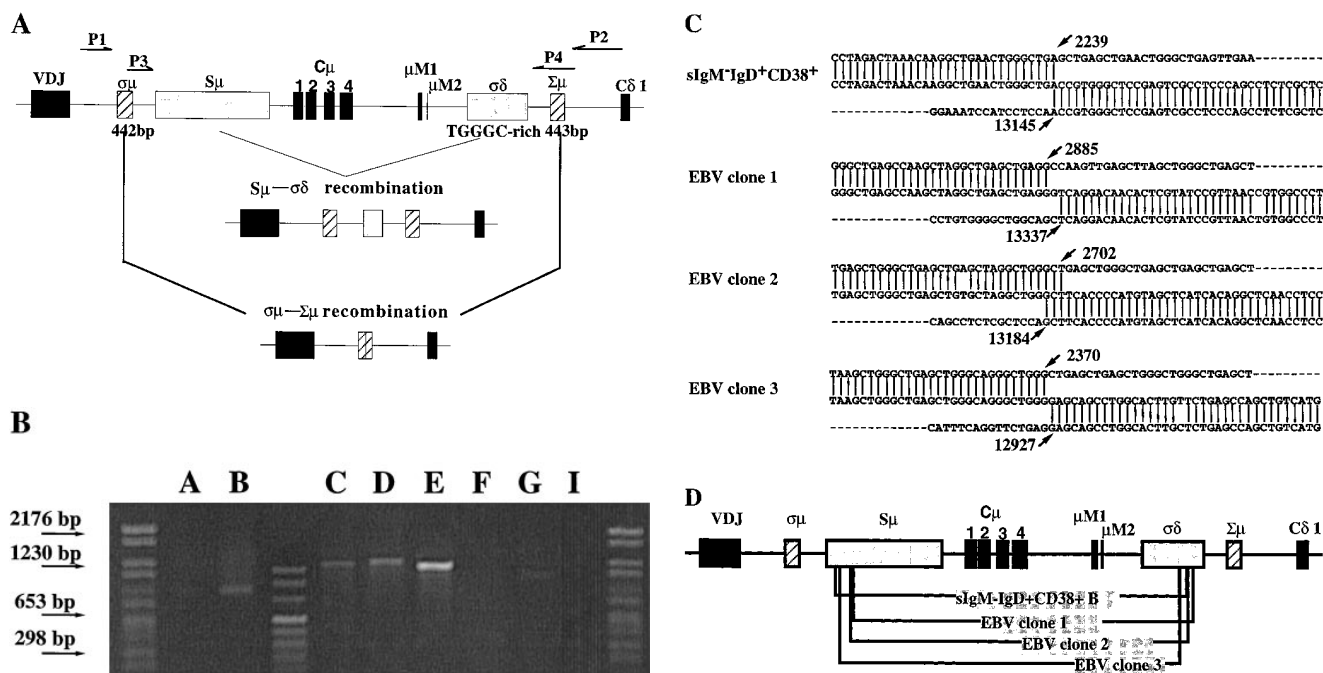 A
P1
P3
P4
P2
VDJ
σμ
Sμ
Cμ
1 2 3 4
μM1
μM2
σδ
Σμ
Cδ 1
442bp
TGGGC-rich
443bp
Sμ—σδ recombination
σμ—Σμ recombination
B
A B C D E F G I
2176 bp
1230 bp
653 bp
298 bp
C
2239
sIgM-IgD+CD38+
CCTAGACTAAACAAGGCTGAACTGGGCTGAGCTGAGCTGAACTGGGCTGAGTTGAA
CCTAGACTAAACAAGGCTGAACTGGGCTGACCGTGGGCTCCGAGTCGCCTCCCAGCCTCTCGCTC
GGAAATCCATCCTCCAACCGTGGGCTCCGAGTCGCCTCCCAGCCTCTCGCTC
13145
2885
EBV clone 1
GGGCTGAGCCAAGCTAGGCTGAGCTGAGGCCAAGTTGAGCTTAGCTGGGCTGAGCT
GGGCTGAGCCAAGCTAGGCTGAGCTGAGGGTCAGGACAACACTCGTATCCGTTAACCGTGGCCCT
CCTGTGGGGCTGGCAGCTCAGGACAACACTCGTATCCGTTAACTGTGGCCCT
13337
2702
EBV clone 2
TGAGCTGGGCTGAGCTGAGCTAGGCTGGGCTGAGCTGGGCTGAGCTGAGCTGAGCT
TGAGCTGGGCTGAGCTGTGCTAGGCTGGGCTTCACCCCATGTAGCTCATCACAGGCTCAACCTCC
CAGCCTCTCGCTCCAGCTTCACCCCATGTAGCTCATCACAGGCTCAACCTCC
13184
2370
EBV clone 3
TAAGCTGGGCTGAGCTGGGCAGGGCTGGGCTGAGCTGAGCTGGGCTGGGCTGAGCT
TAAGCTGGGCTGAGCTGGGCAGGGCTGGGGAGCAGCCTGGCACTTGTTCTGAGCCAGCTGTCATG
CATTTCAGGTTCTGAGGAGCAGCCTGGCACTTGCTCTGAGCCAGCTGTCATG
12927
D
VDJ
σμ
Sμ
Cμ
1 2 3 4
μM1
μM2
σδ
Σμ
Cδ 1
sIgM-IgD+CD38+ B
EBV clone 1
EBV clone 2
EBV clone 3